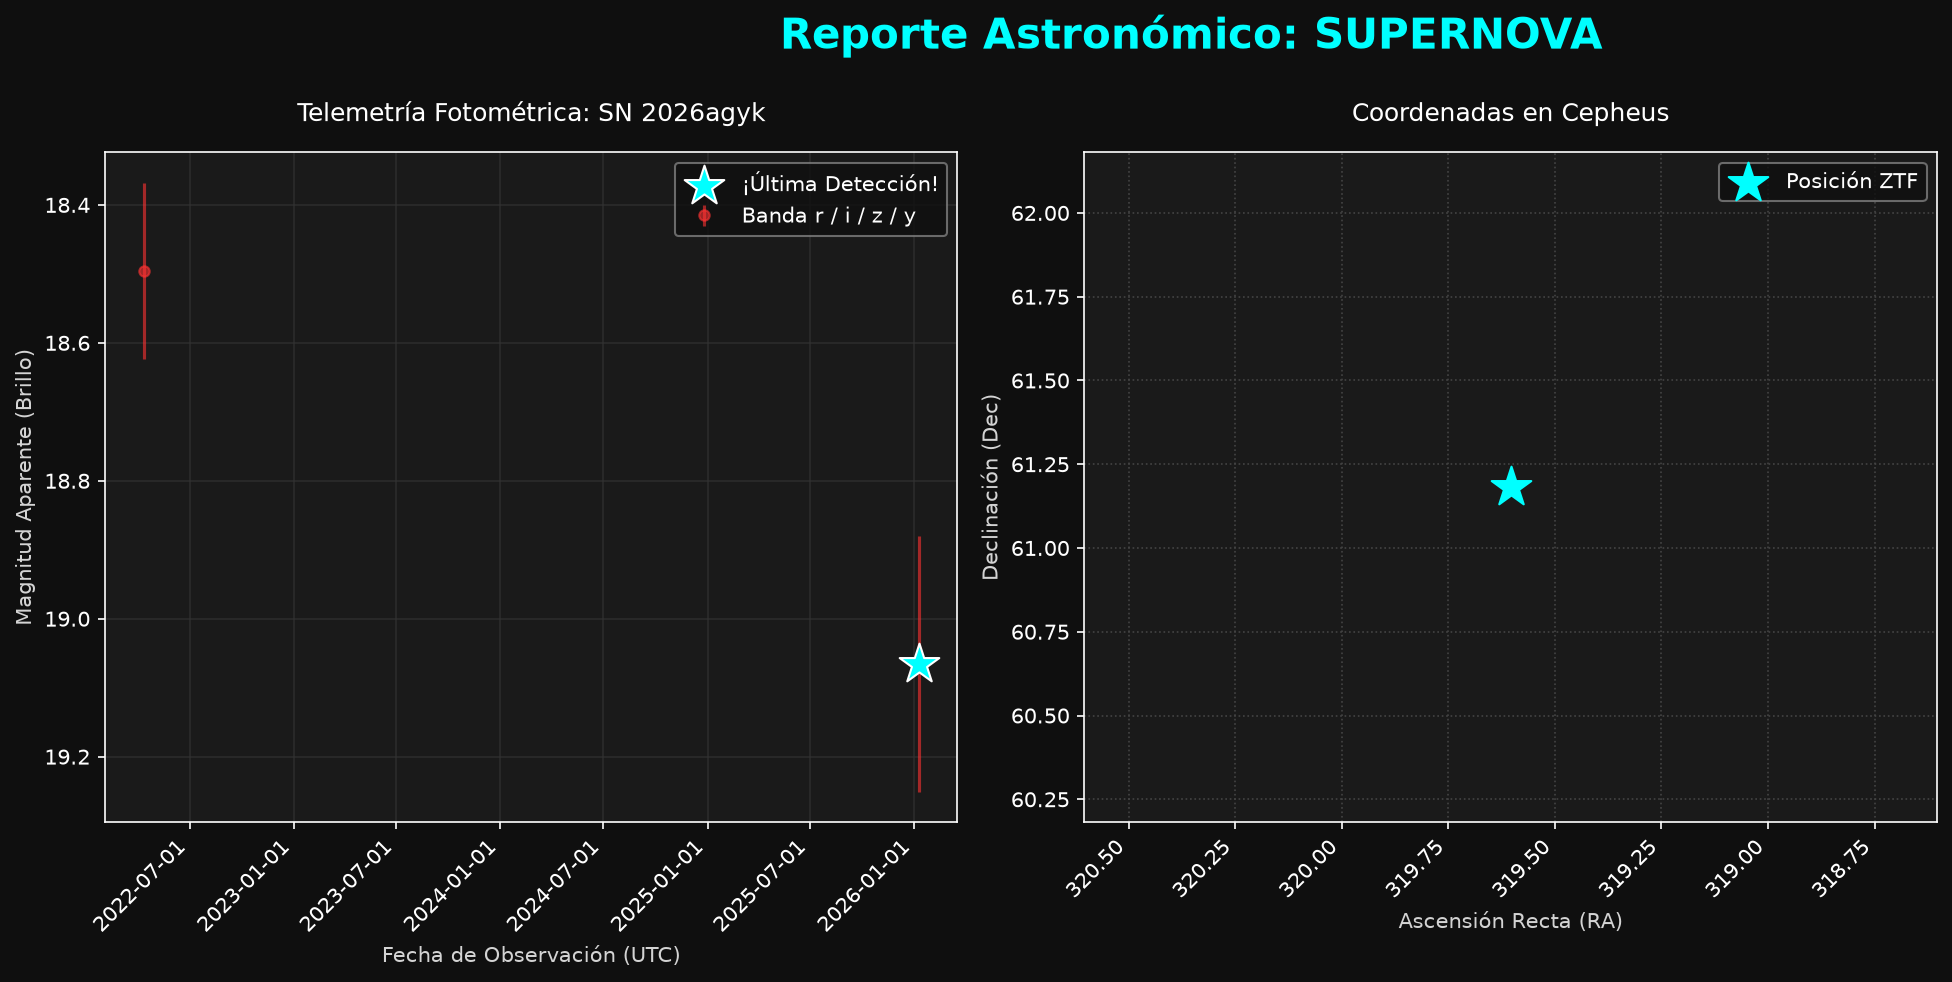 Reporte Astronómico: SUPERNOVA
Telemetría Fotométrica: SN 2026agyk
¡Última Detección!
Banda r / i / z / y
Magnitud Aparente (Brillo)
18.4
18.6
18.8
19.0
19.2
2022-07-01
2023-01-01
2023-07-01
2024-01-01
2024-07-01
2025-01-01
2025-07-01
2026-01-01
Fecha de Observación (UTC)
Coordenadas en Cepheus
Posición ZTF
Declinación (Dec)
62.00
61.75
61.50
61.25
61.00
60.75
60.50
60.25
320.50
320.25
320.00
319.75
319.50
319.25
319.00
318.75
Ascensión Recta (RA)